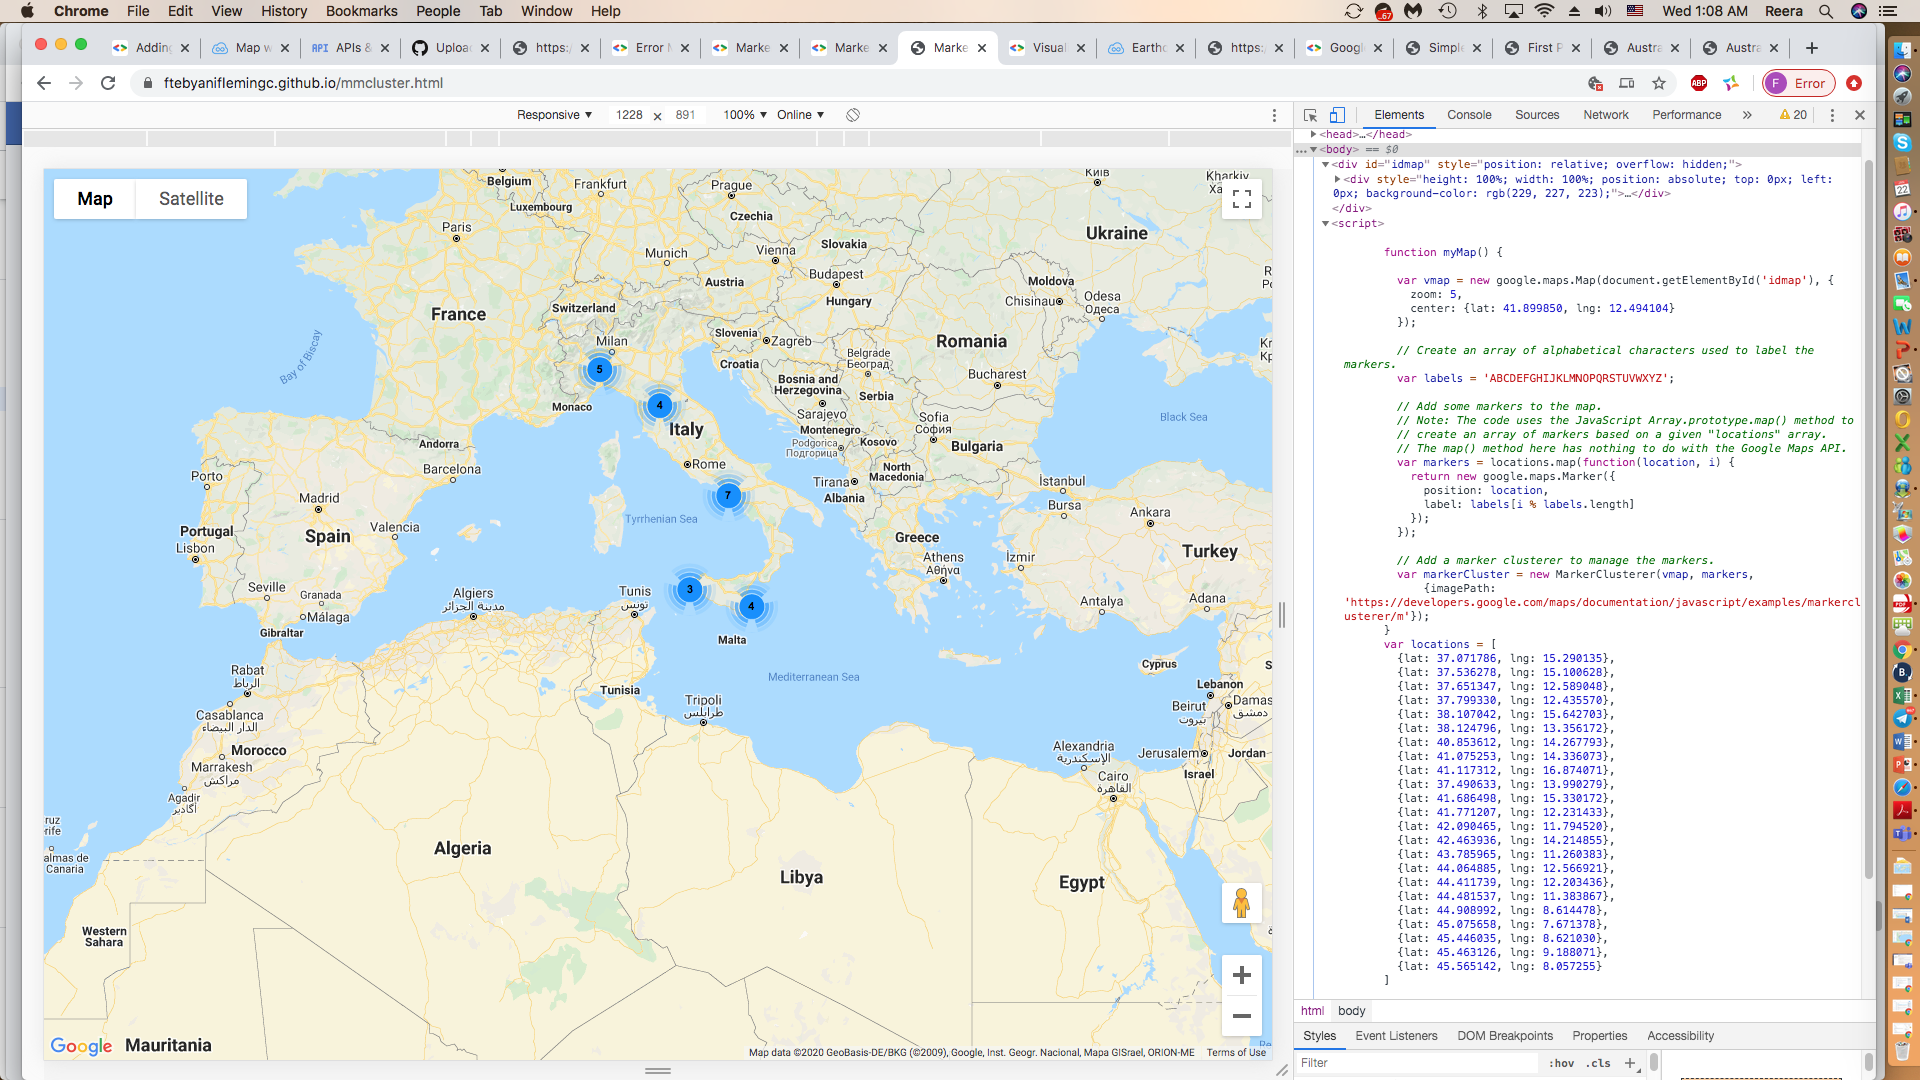 Chrome File Edit View History Bookmarks People Tab Window Help
67
Wed 1:08 AM Reera
Adding
Map w
API APIs &
Uploa
https:/
Error M
Marke
Marke
Marke
Visuali
Earthq
https:/
Googl
Simple
First P
Austra
Austra
ftebyaniflemingc.github.io/mmcluster.html
ABP
F Error
Responsive 1228 × 891 100% Online
Elements Console Sources Network Performance » 20
Map Satellite
Belgium
Frankfurt
Prague
Київ
Kharkiv
Ха
Luxembourg
Czechia
Paris
Ukraine
Vienna
Slovakia
Munich
Budapest
Moldova
Austria
Hungary
Chisinau
Odesa
Одеса
Switzerland
France
Slovenia
Zagreb
Romania
Milan
Croatia
Belgrade
Београд
Bay of Biscay
Bosnia and
Herzegovina
Bucharest
5
Serbia
Monaco
4
Sarajevo
Sofia
София
Black Sea
Italy
Montenegro
Kosovo
Bulgaria
Andorra
Podgorica
Подгорица
Porto
Barcelona
Rome
North
Macedonia
Tirana
Albania
İstanbul
Madrid
7
Bursa
Ankara
Portugal
Spain
Valencia
Tyrrhenian Sea
Greece
Turkey
Lisbon
Athens
Αθήνα
İzmir
Seville
Granada
Algiers
مدينة الجزائر
Tunis
تونس
3
4
Antalya
Adana
Málaga
Gibraltar
Malta
Rabat
الرباط
Cyprus
Mediterranean Sea
Tunisia
Lebanon
Tripoli
طرابلس
Beirut
بيروت
Damas
دمشق
Casablanca
الدار البيضاء
Morocco
Alexandria
الإسكندرية
Jerusalem
Jordan
Marrakesh
مراكش
Cairo
القاهرة
Israel
Agadir
أكادير
ruz
rife
almas de
Canaria
Algeria
Libya
Egypt
Western
Sahara
Google
Mauritania
Map data ©2020 GeoBasis-DE/BKG (©2009), Google, Inst. Geogr. Nacional, Mapa GISrael, ORION-ME Terms of Use
<head>…</head>
<body> == $0
<div id="idmap" style="position: relative; overflow: hidden;">
<div style="height: 100%; width: 100%; position: absolute; top: 0px; left:
0px; background-color: rgb(229, 227, 223);">…</div>
</div>
<script>
function myMap() {
var vmap = new google.maps.Map(document.getElementById('idmap'), {
zoom: 5,
center: {lat: 41.899850, lng: 12.494104}
});
// Create an array of alphabetical characters used to label the
markers.
var labels = 'ABCDEFGHIJKLMNOPQRSTUVWXYZ';
// Add some markers to the map.
// Note: The code uses the JavaScript Array.prototype.map() method to
// create an array of markers based on a given "locations" array.
// The map() method here has nothing to do with the Google Maps API.
var markers = locations.map(function(location, i) {
return new google.maps.Marker({
position: location,
label: labels[i % labels.length]
});
});
// Add a marker clusterer to manage the markers.
var markerCluster = new MarkerClusterer(vmap, markers,
{imagePath:
'https://developers.google.com/maps/documentation/javascript/examples/markercl
usterer/m'});
}
var locations = [
{lat: 37.071786, lng: 15.290135},
{lat: 37.536278, lng: 15.100628},
{lat: 37.651347, lng: 12.589048},
{lat: 37.799330, lng: 12.435570},
{lat: 38.107042, lng: 15.642703},
{lat: 38.124796, lng: 13.356172},
{lat: 40.853612, lng: 14.267793},
{lat: 41.075253, lng: 14.336073},
{lat: 41.117312, lng: 16.874071},
{lat: 37.490633, lng: 13.990279},
{lat: 41.686498, lng: 15.330172},
{lat: 41.771207, lng: 12.231433},
{lat: 42.090465, lng: 11.794520},
{lat: 42.463936, lng: 14.214855},
{lat: 43.785965, lng: 11.260383},
{lat: 44.064885, lng: 12.566921},
{lat: 44.411739, lng: 12.203436},
{lat: 44.481537, lng: 11.383867},
{lat: 44.908992, lng: 8.614478},
{lat: 45.075658, lng: 7.671378},
{lat: 45.446035, lng: 8.621030},
{lat: 45.463126, lng: 9.188071},
{lat: 45.565142, lng: 8.057255}
]
html body
Styles Event Listeners DOM Breakpoints Properties Accessibility
Filter :hov .cls +